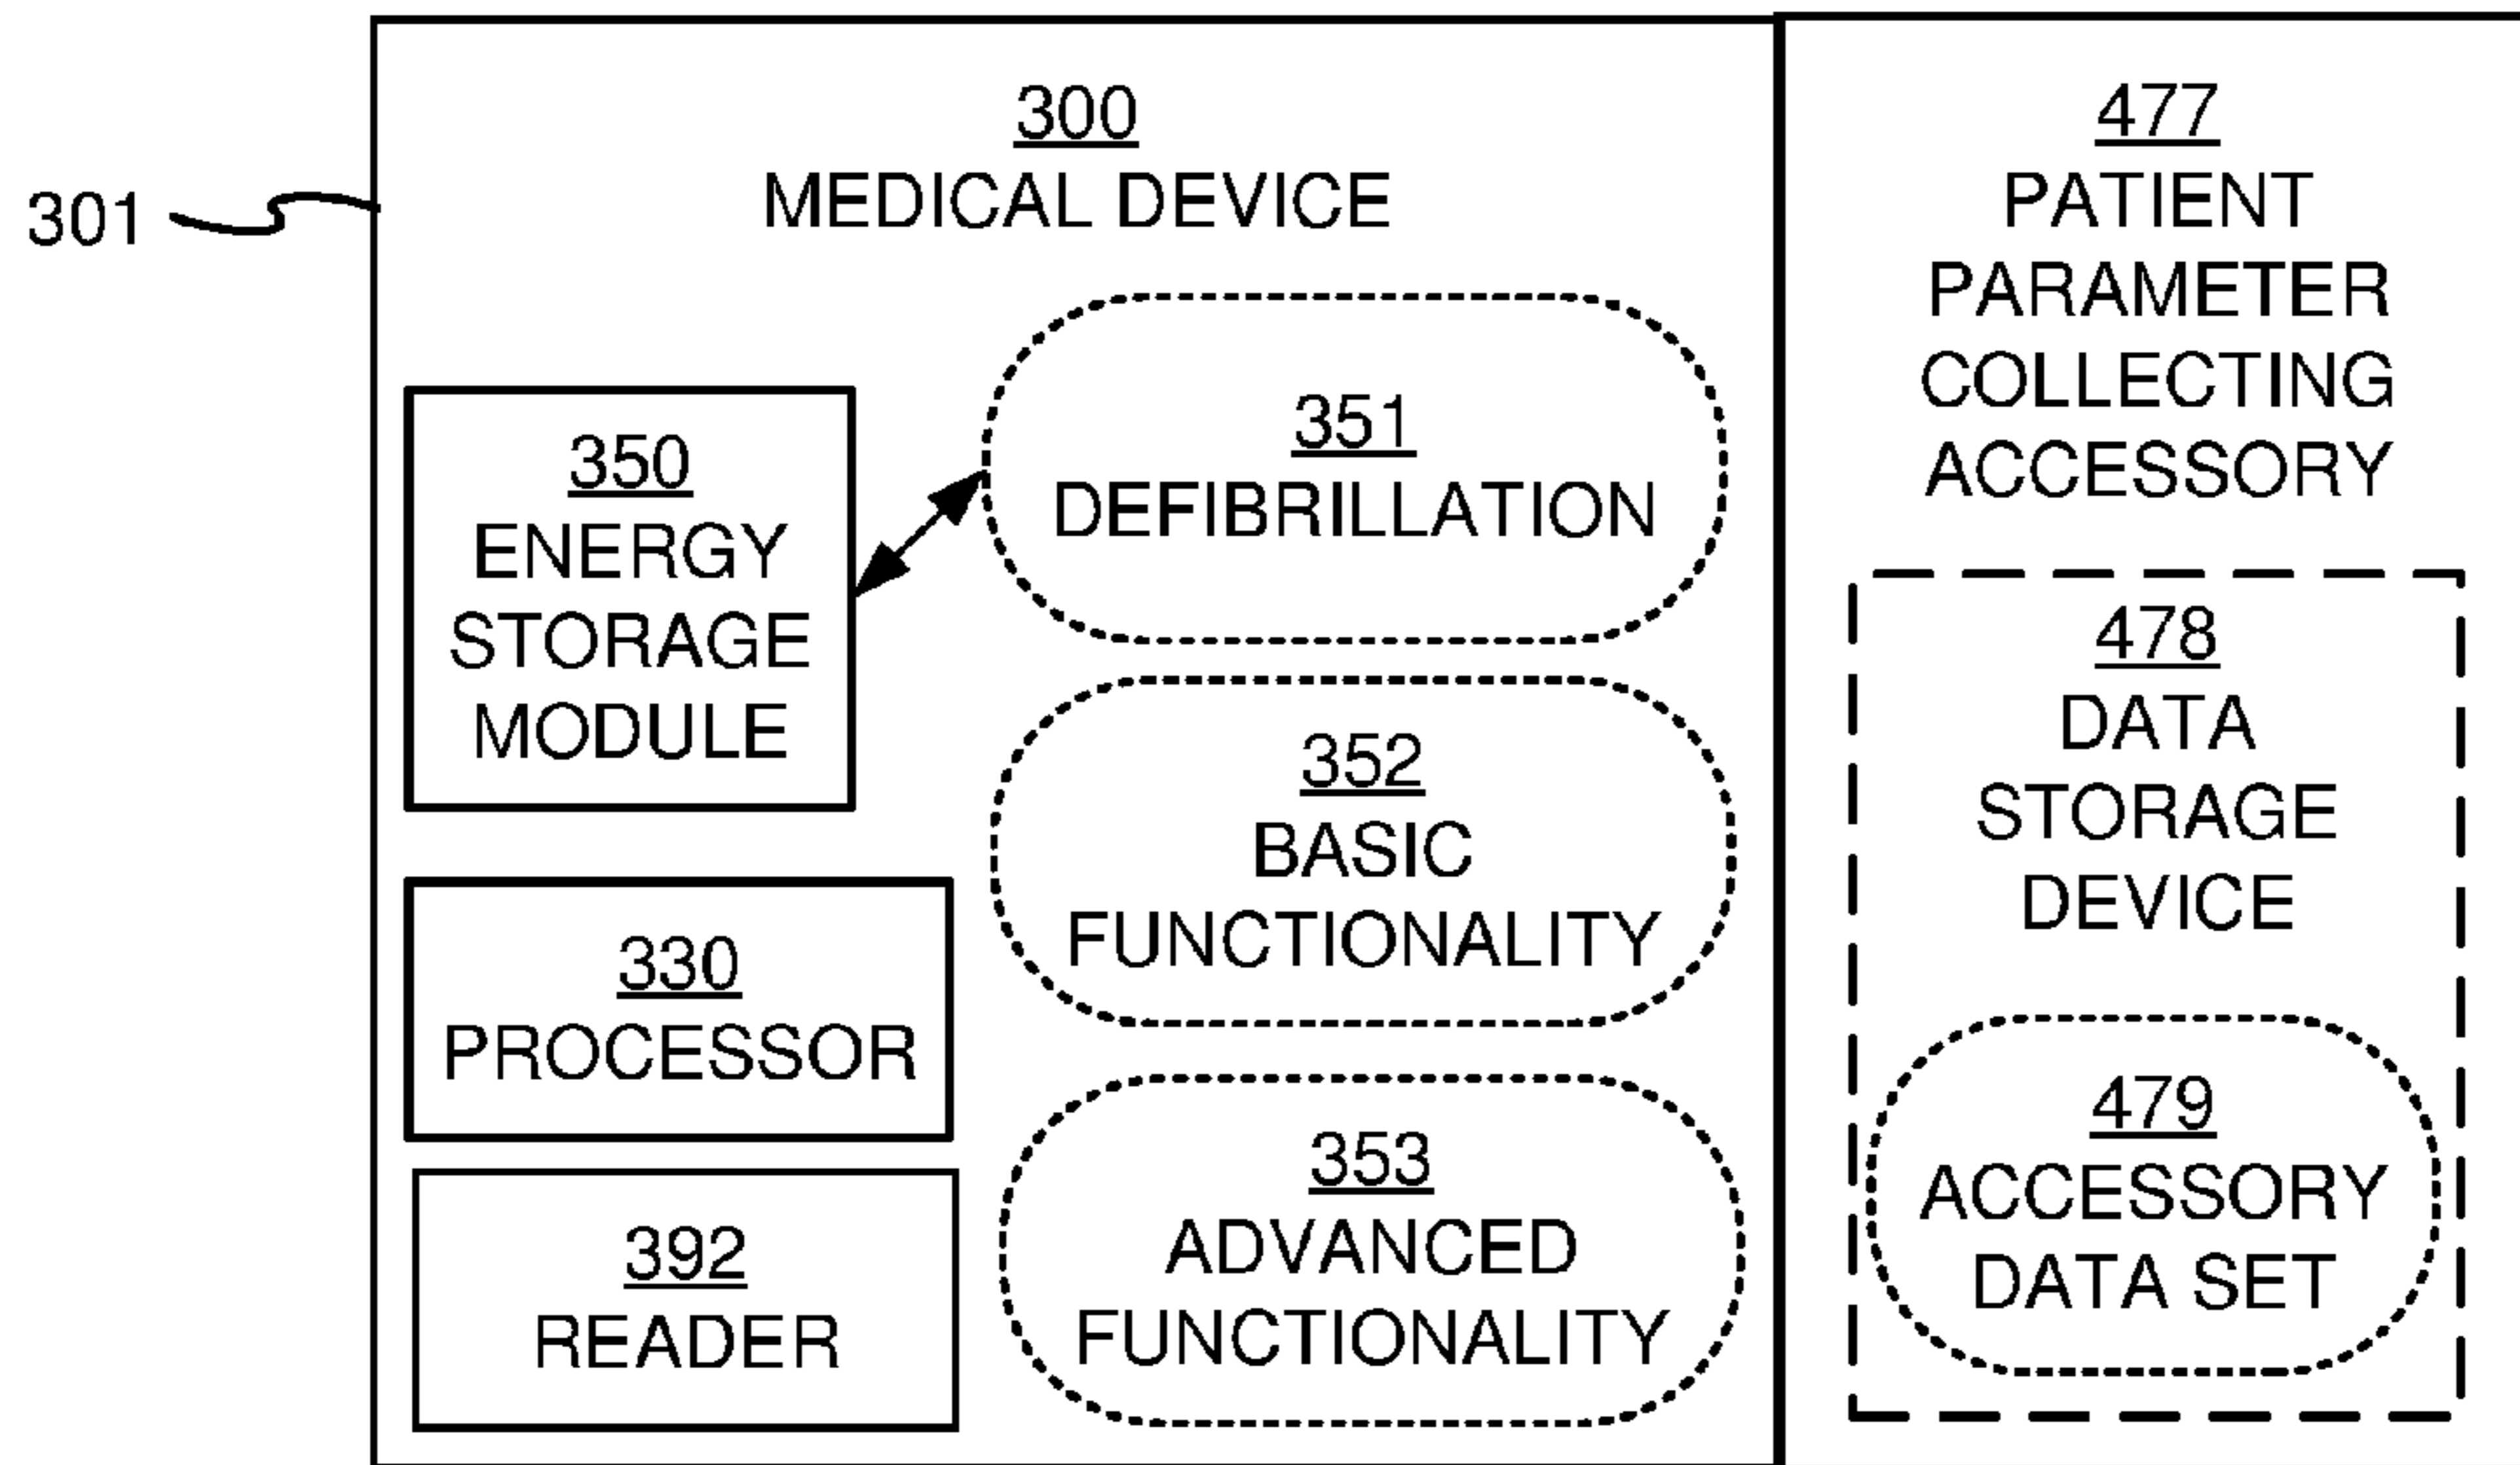 301
300
MEDICAL DEVICE
350
ENERGY
STORAGE
MODULE
351
DEFIBRILLATION
352
BASIC
FUNCTIONALITY
330
PROCESSOR
392
READER
353
ADVANCED
FUNCTIONALITY
477
PATIENT
PARAMETER
COLLECTING
ACCESSORY
478
DATA
STORAGE
DEVICE
479
ACCESSORY
DATA SET